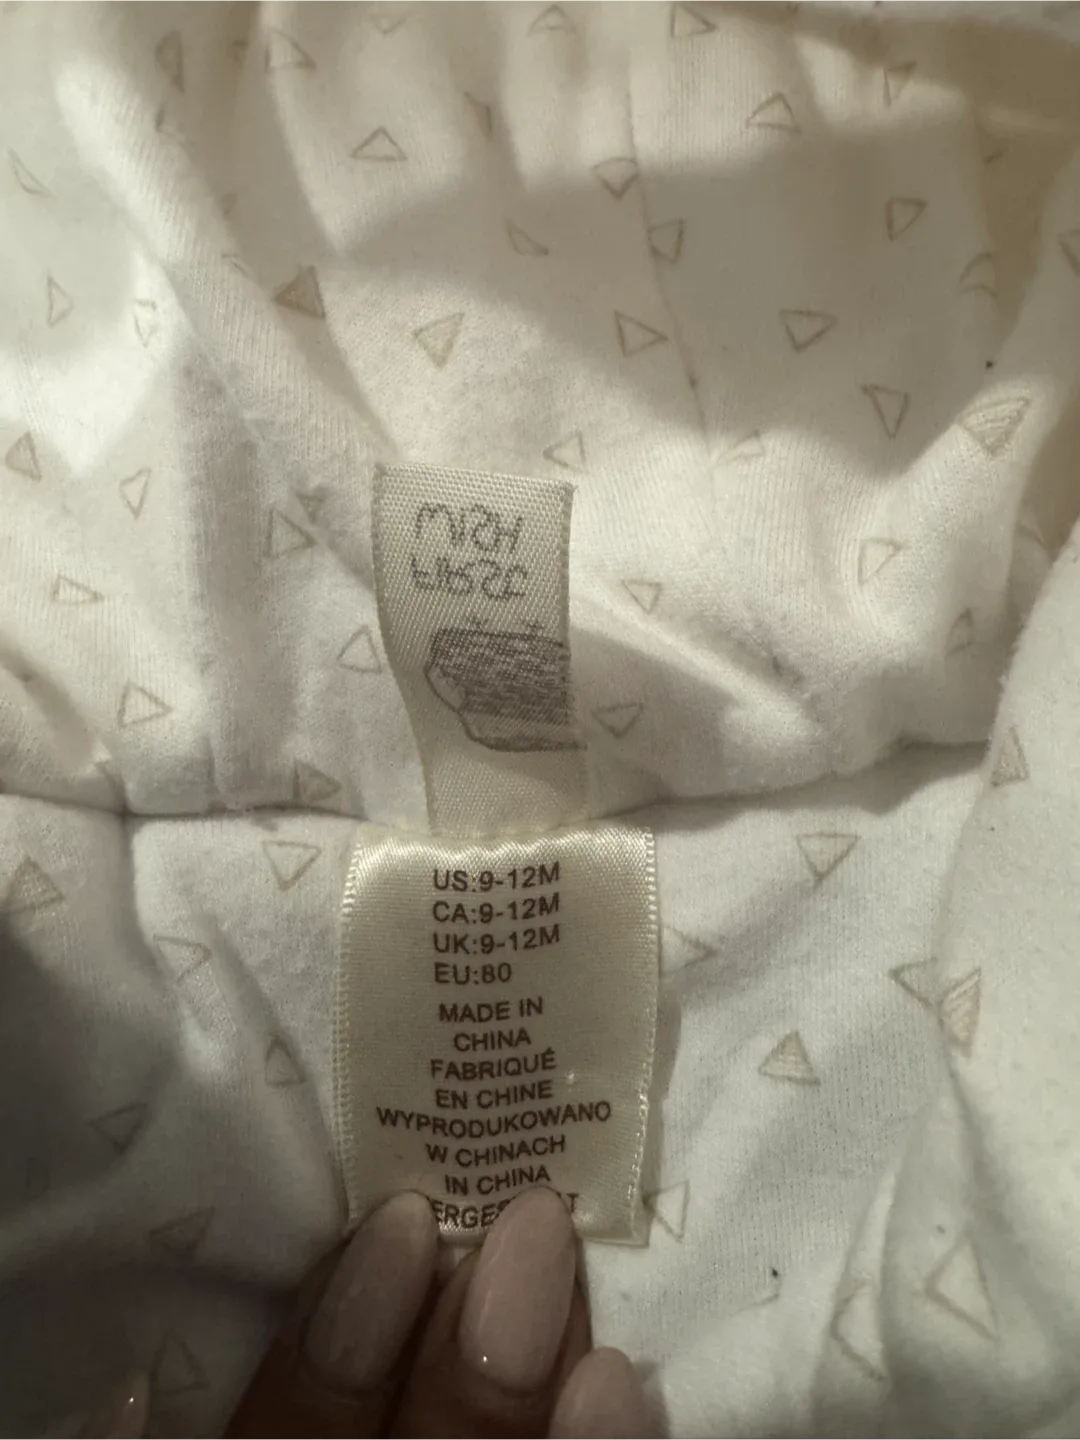 US:9-12M
CA:9-12M
UK:9-12M
EU:80
MADE IN
CHINA
FABRIQUÉ
EN CHINE
WYPRODUKOWANO
W CHINACH
IN CHINA